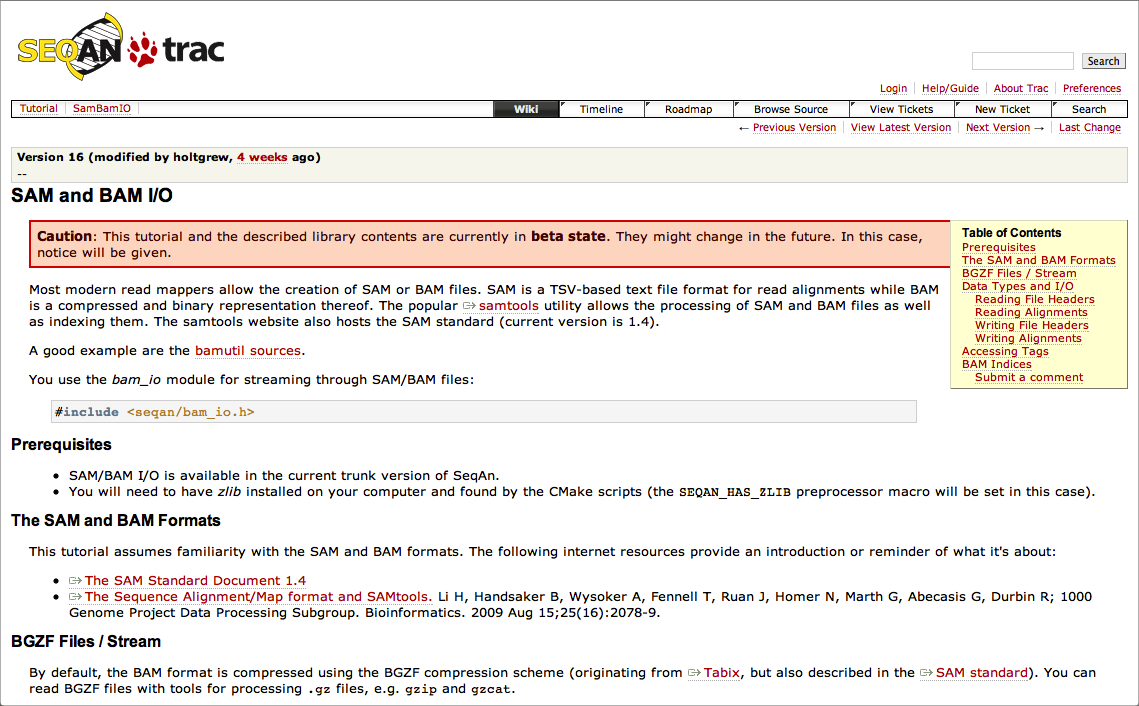 SEQAN trac
Search
Login Help/Guide About Trac Preferences
Tutorial SamBamIO Wiki Timeline Roadmap Browse Source View Tickets New Ticket Search
← Previous Version View Latest Version Next Version → Last Change
Version 16 (modified by holtgrew, 4 weeks ago)
--
SAM and BAM I/O
Caution: This tutorial and the described library contents are currently in beta state. They might change in the future. In this case,
notice will be given.
Table of Contents
Prerequisites
The SAM and BAM Formats
BGZF Files / Stream
Data Types and I/O
Reading File Headers
Reading Alignments
Writing File Headers
Writing Alignments
Accessing Tags
BAM Indices
Submit a comment
Most modern read mappers allow the creation of SAM or BAM files. SAM is a TSV-based text file format for read alignments while BAM
is a compressed and binary representation thereof. The popular samtools utility allows the processing of SAM and BAM files as well
as indexing them. The samtools website also hosts the SAM standard (current version is 1.4).
A good example are the bamutil sources.
You use the bam_io module for streaming through SAM/BAM files:
#include <seqan/bam_io.h>
Prerequisites
• SAM/BAM I/O is available in the current trunk version of SeqAn.
• You will need to have zlib installed on your computer and found by the CMake scripts (the SEQAN_HAS_ZLIB preprocessor macro will be set in this case).
The SAM and BAM Formats
This tutorial assumes familiarity with the SAM and BAM formats. The following internet resources provide an introduction or reminder of what it's about:
• The SAM Standard Document 1.4
• The Sequence Alignment/Map format and SAMtools. Li H, Handsaker B, Wysoker A, Fennell T, Ruan J, Homer N, Marth G, Abecasis G, Durbin R; 1000
Genome Project Data Processing Subgroup. Bioinformatics. 2009 Aug 15;25(16):2078-9.
BGZF Files / Stream
By default, the BAM format is compressed using the BGZF compression scheme (originating from Tabix, but also described in the SAM standard). You can
read BGZF files with tools for processing .gz files, e.g. gzip and gzcat.